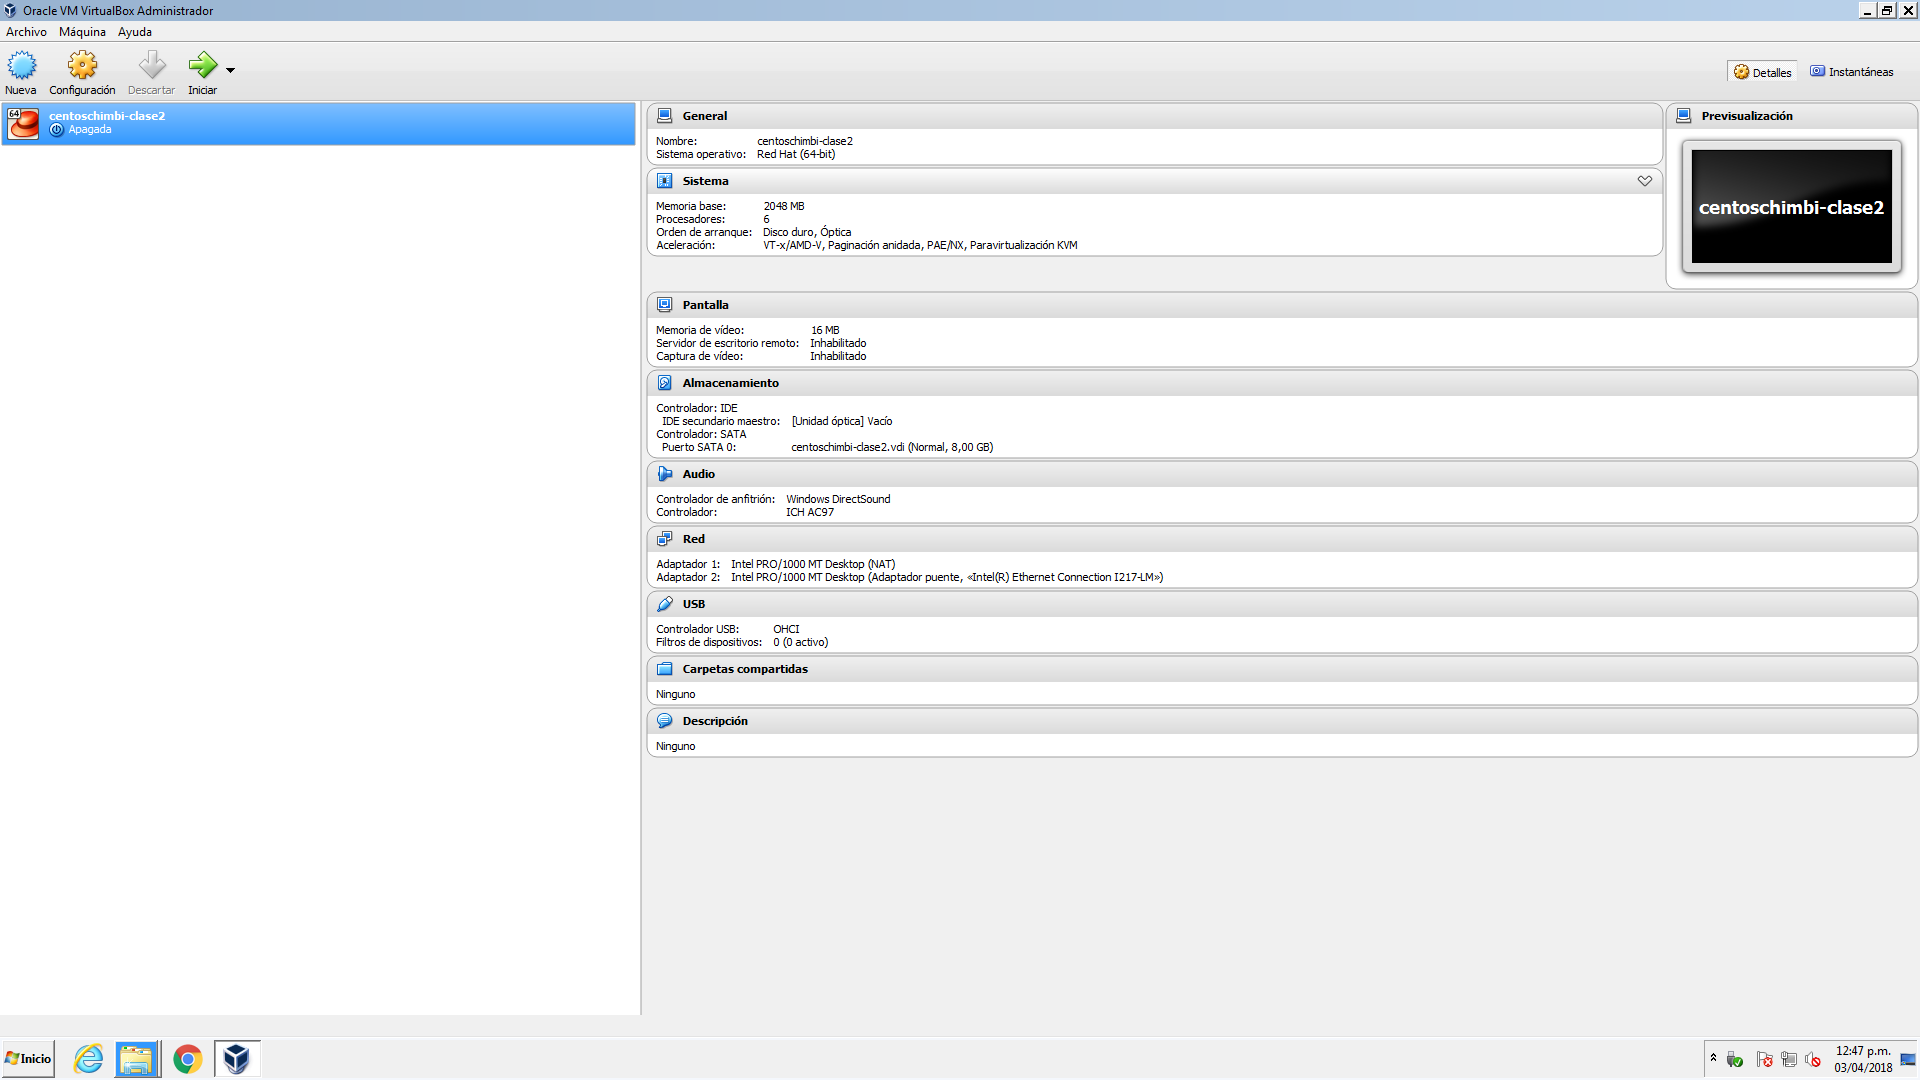 Oracle VM VirtualBox Administrador
Archivo Máquina Ayuda
Nueva Configuración Descartar Iniciar
Detalles Instantáneas
64
centoschimbi-clase2
Apagada
General
Nombre: centoschimbi-clase2
Sistema operativo: Red Hat (64-bit)
Sistema
Memoria base: 2048 MB
Procesadores: 6
Orden de arranque: Disco duro, Óptica
Aceleración: VT-x/AMD-V, Paginación anidada, PAE/NX, Paravirtualización KVM
Previsualización
centoschimbi-clase2
Pantalla
Memoria de vídeo: 16 MB
Servidor de escritorio remoto: Inhabilitado
Captura de vídeo: Inhabilitado
Almacenamiento
Controlador: IDE
IDE secundario maestro: [Unidad óptica] Vacío
Controlador: SATA
Puerto SATA 0: centoschimbi-clase2.vdi (Normal, 8,00 GB)
Audio
Controlador de anfitrión: Windows DirectSound
Controlador: ICH AC97
Red
Adaptador 1: Intel PRO/1000 MT Desktop (NAT)
Adaptador 2: Intel PRO/1000 MT Desktop (Adaptador puente, «Intel(R) Ethernet Connection I217-LM»)
USB
Controlador USB: OHCI
Filtros de dispositivos: 0 (0 activo)
Carpetas compartidas
Ninguno
Descripción
Ninguno
Inicio
12:47 p.m.
03/04/2018